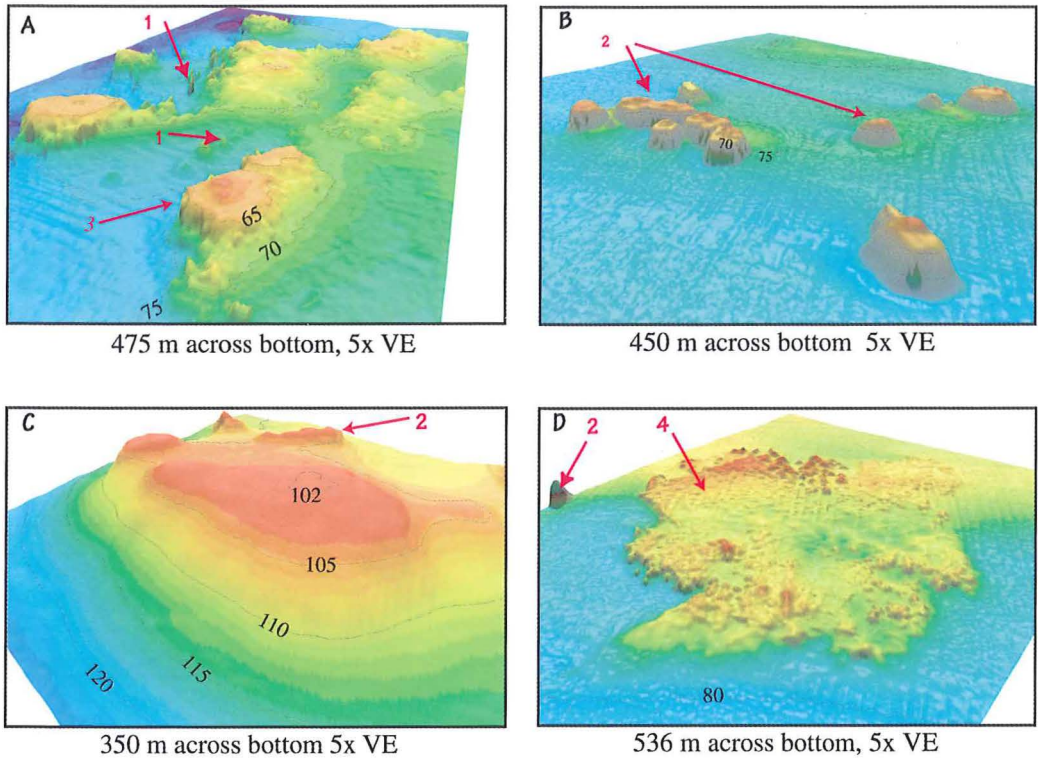 A
1
1
3
65
70
75
475 m across bottom, 5x VE
B
2
70
75
450 m across bottom 5x VE
C
2
102
105
110
115
120
350 m across bottom 5x VE
D
2
4
80
536 m across bottom, 5x VE